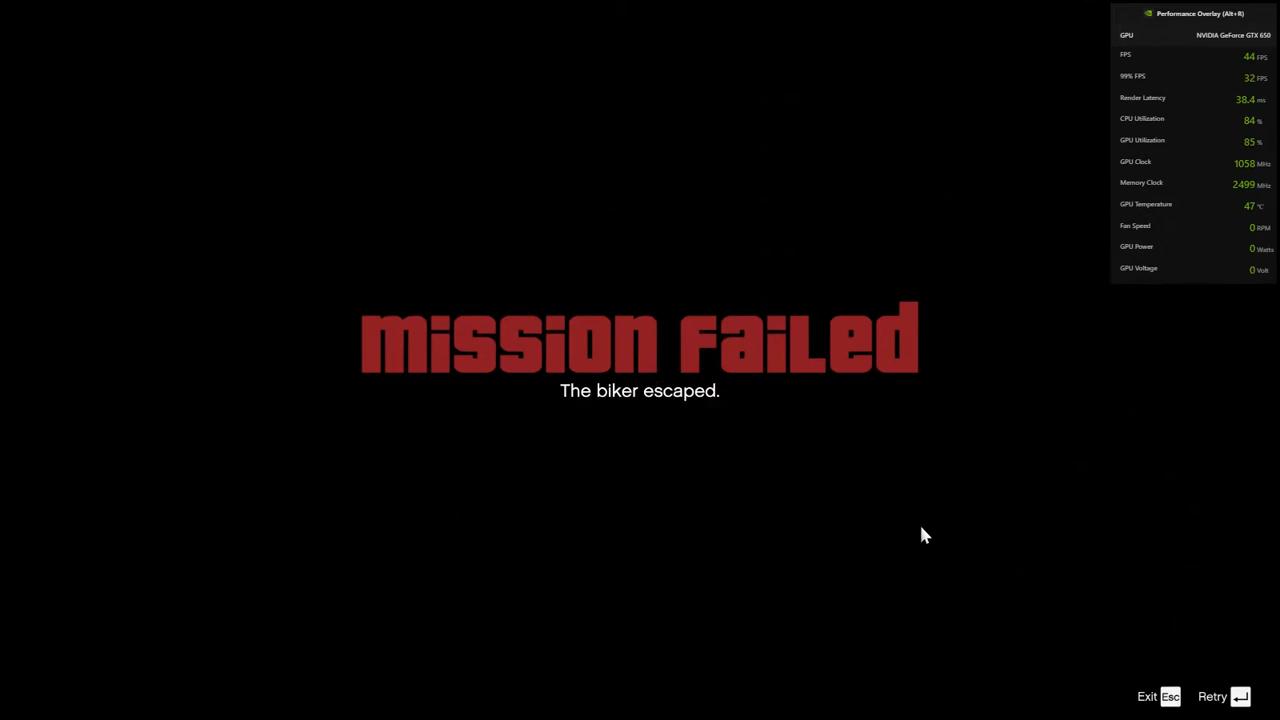 Performance Overlay (Alt+R)
GPU NVIDIA GeForce GTX 650
FPS 44 FPS
99% FPS 32 FPS
Render Latency 38.4 ms
CPU Utilization 84 %
GPU Utilization 85 %
GPU Clock 1058 MHz
Memory Clock 2499 MHz
GPU Temperature 47 °C
Fan Speed 0 RPM
GPU Power 0 Watts
GPU Voltage 0 Volt
mission failed
The biker escaped.
Exit Esc Retry